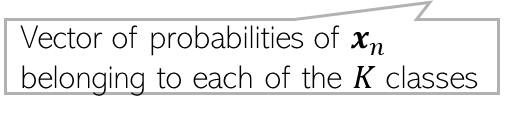 Vector of probabilities of 𝒙ₙ
belonging to each of the 𝐾 classes